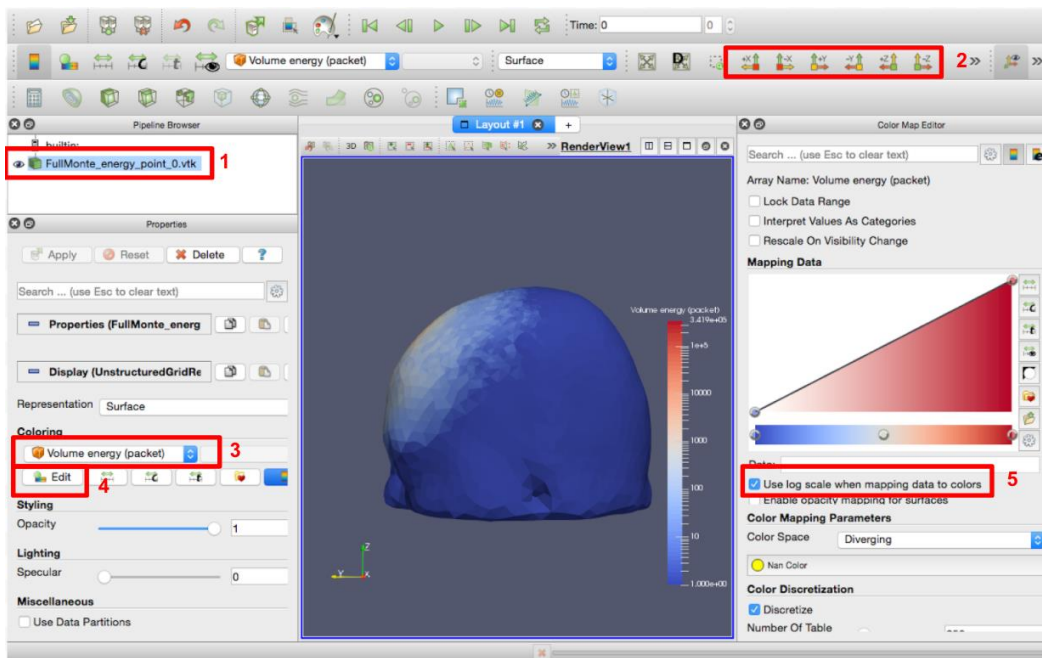 Time: 0
0
Volume energy (packet)
Surface
2
Pipeline Browser
builtin:
FullMonte_energy_point_0.vtk
1
Properties
Apply
Reset
Delete
?
Search ... (use Esc to clear text)
Properties (FullMonte_energ
Display (UnstructuredGridRe
Representation
Surface
Coloring
Volume energy (packet)
3
Edit
4
Styling
Opacity
1
Lighting
Specular
0
Miscellaneous
Use Data Partitions
Layout #1
+
3D
RenderView1
Volume energy (packet)
3.419e+05
1e+5
10000
1000
100
10
1.000e+00
Z
Y
X
Color Map Editor
Search ... (use Esc to clear text)
Array Name: Volume energy (packet)
Lock Data Range
Interpret Values As Categories
Rescale On Visibility Change
Mapping Data
Data:
Use log scale when mapping data to colors
5
Enable opacity mapping for surfaces
Color Mapping Parameters
Color Space
Diverging
Nan Color
Color Discretization
Discretize
Number Of Table